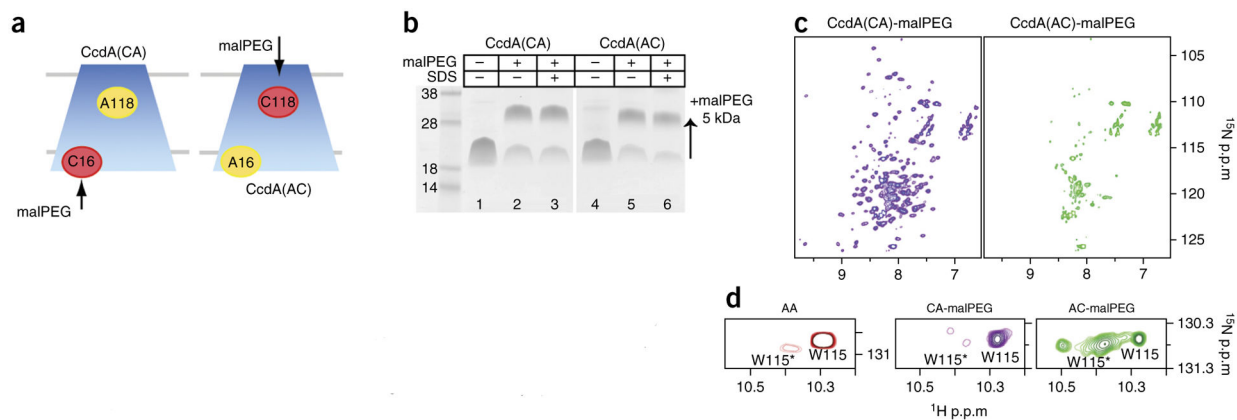 a
CcdA(CA)
malPEG
A118
C118
C16
A16
malPEG
CcdA(AC)
b
CcdA(CA) CcdA(AC)
malPEG – + + – + +
SDS – – + – – +
38
28
18
14
+malPEG
5 kDa
1 2 3 4 5 6
c
CcdA(CA)-malPEG CcdA(AC)-malPEG
105
110
115
120
125
¹⁵N p.p.m
9 8 7 9 8 7
d
AA CA-malPEG AC-malPEG
W115* W115 W115* W115 W115* W115
131
130.3
131.3
¹⁵N p.p.m
10.5 10.3 10.5 10.3 10.5 10.3
¹H p.p.m